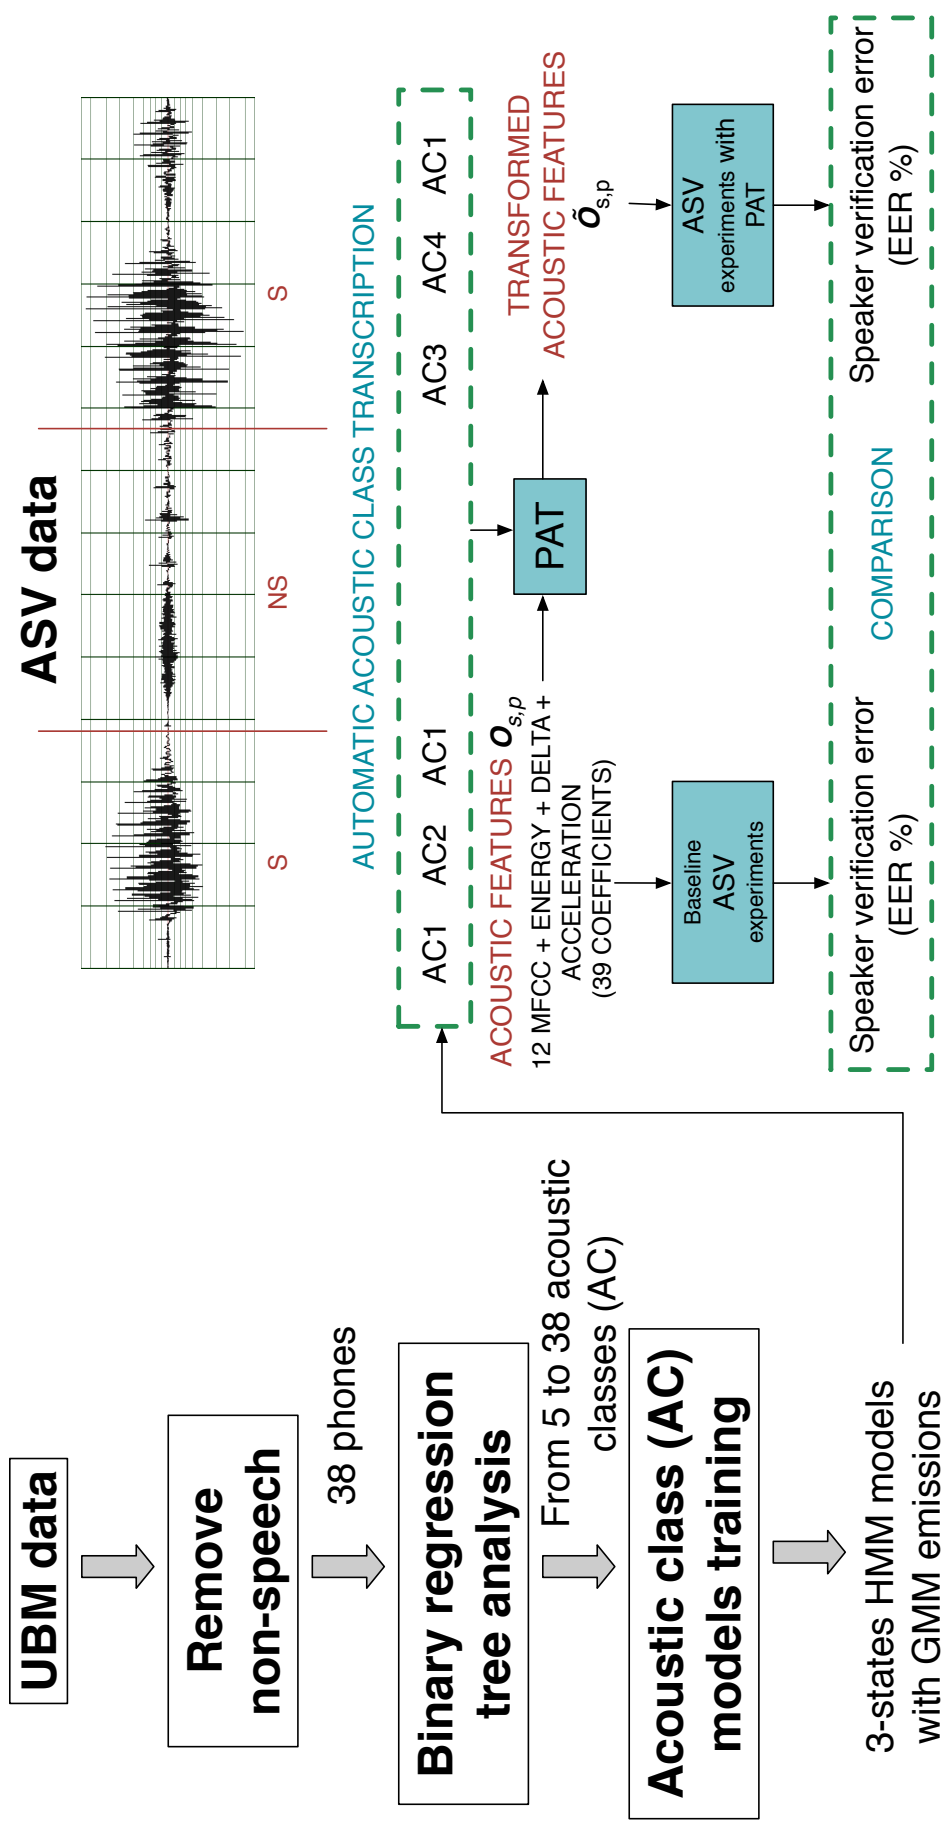 UBM data
Remove
non-speech
38 phones
Binary regression
tree analysis
From 5 to 38 acoustic
classes (AC)
Acoustic class (AC)
models training
3-states HMM models
with GMM emissions
ASV data
S
NS
S
AUTOMATIC ACOUSTIC CLASS TRANSCRIPTION
AC1 AC2 AC1 AC3 AC4 AC1
ACOUSTIC FEATURES o_{s,p}
12 MFCC + ENERGY + DELTA +
ACCELERATION
(39 COEFFICIENTS)
PAT
TRANSFORMED
ACOUSTIC FEATURES
õ_{s,p}
Baseline
ASV
experiments
ASV
experiments with
PAT
Speaker verification error
(EER %)
COMPARISON
Speaker verification error
(EER %)